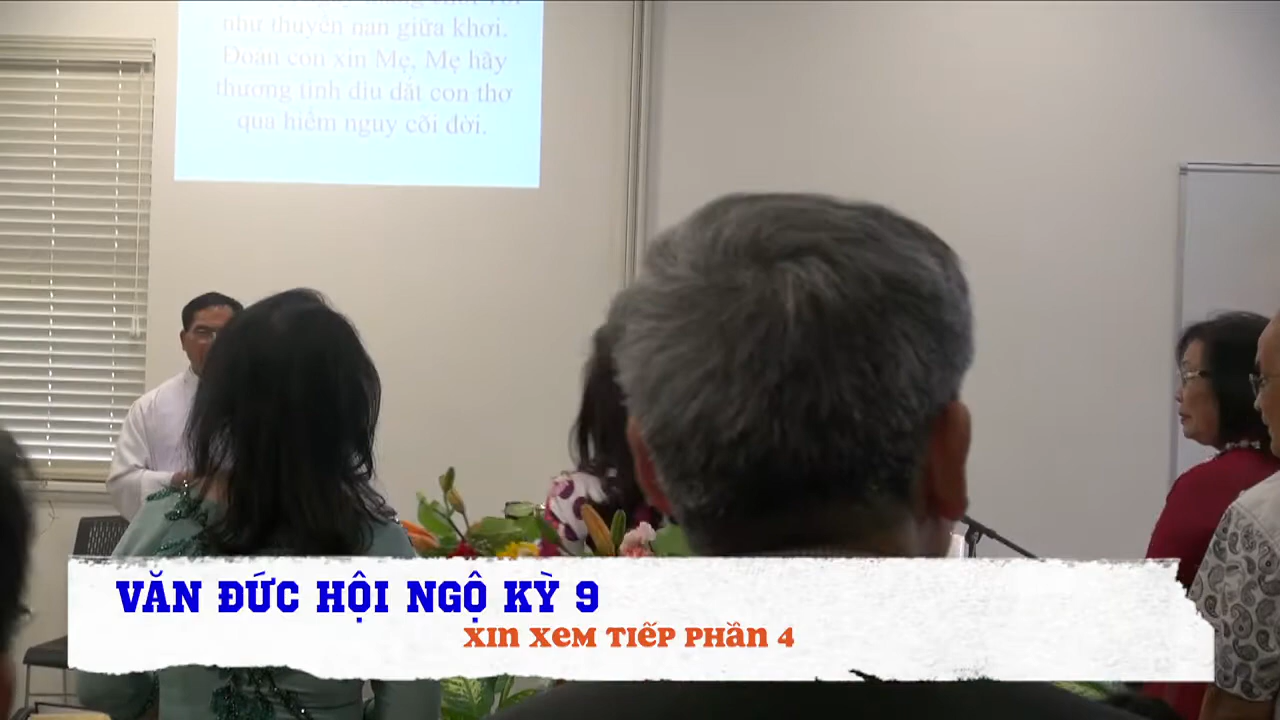 như thuyền nan giữa khơi.
Đoàn con xin Mẹ, Mẹ hãy
thương tình dìu dắt con thơ
qua hiểm nguy cõi đời.
VĂN ĐỨC HỘI NGỘ KỲ 9
XIN XEM TIẾP PHẦN 4